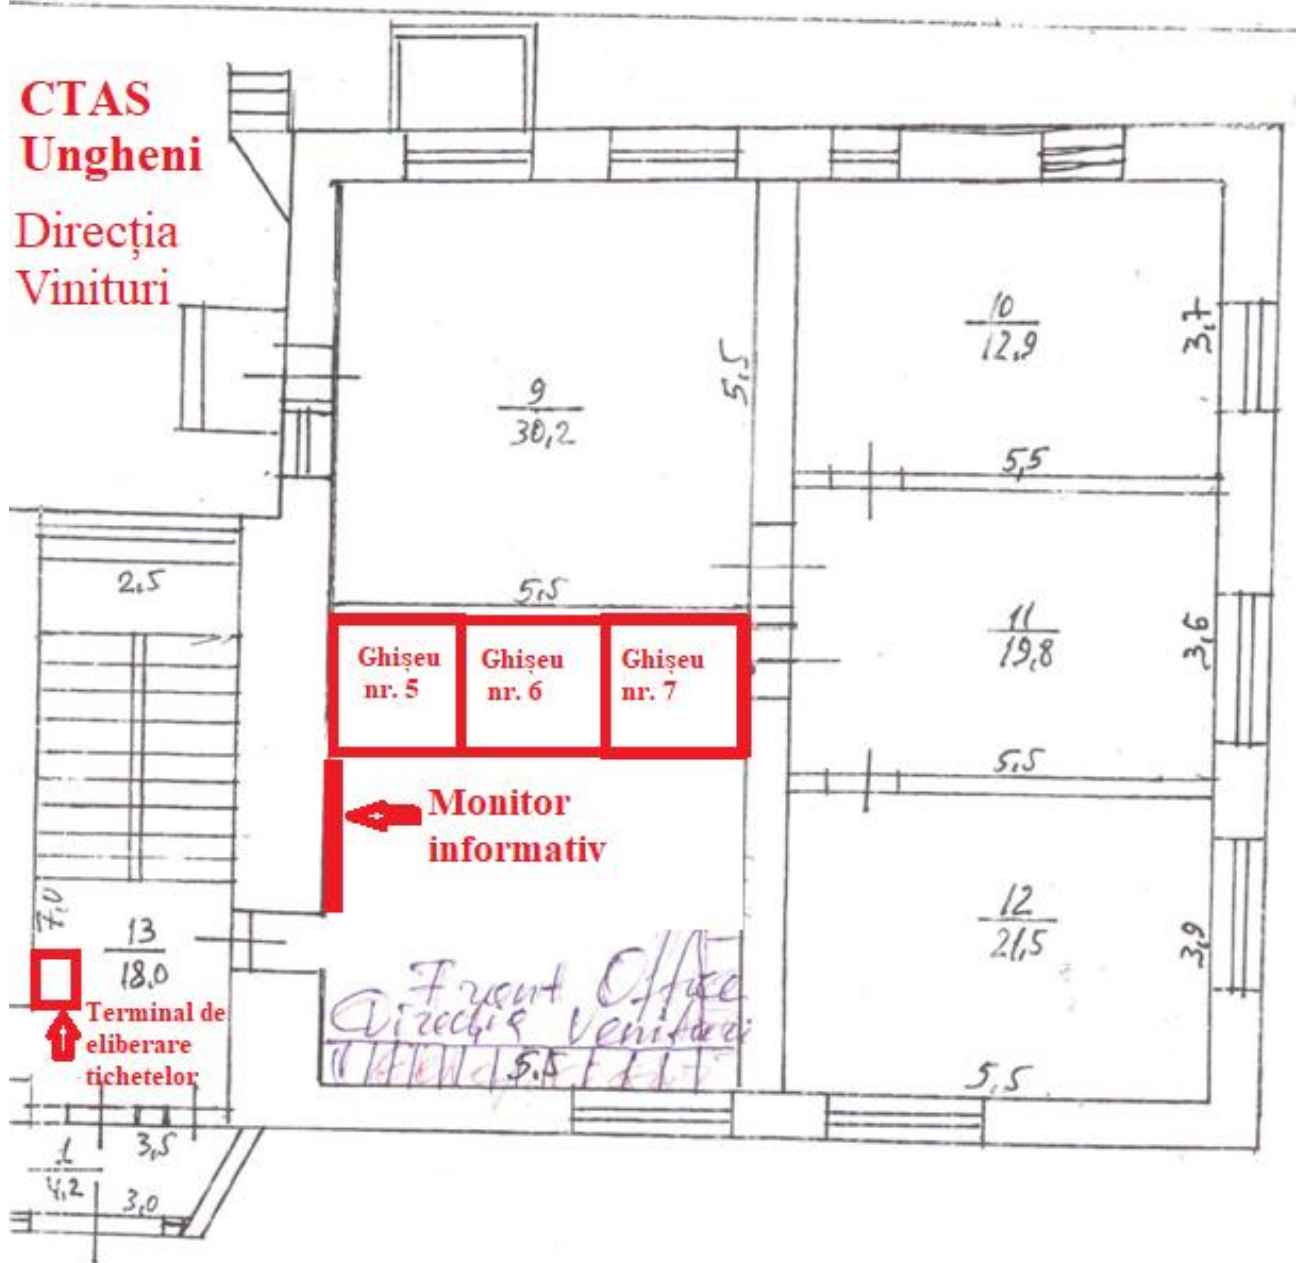 CTAS
Ungheni
Direcția
Vinituri
10
12,9
3,7
5,5
9
30,2
5,5
5,5
2,5
11
19,8
3,6
5,5
Ghișeu
nr. 5
Ghișeu
nr. 6
Ghișeu
nr. 7
Monitor
informativ
7,0
13
18,0
12
21,5
3,9
Terminal de
eliberare
tichetelor
Front Office
Direcția Venituri
5.5
5,5
1
4,2
3,5
3,0